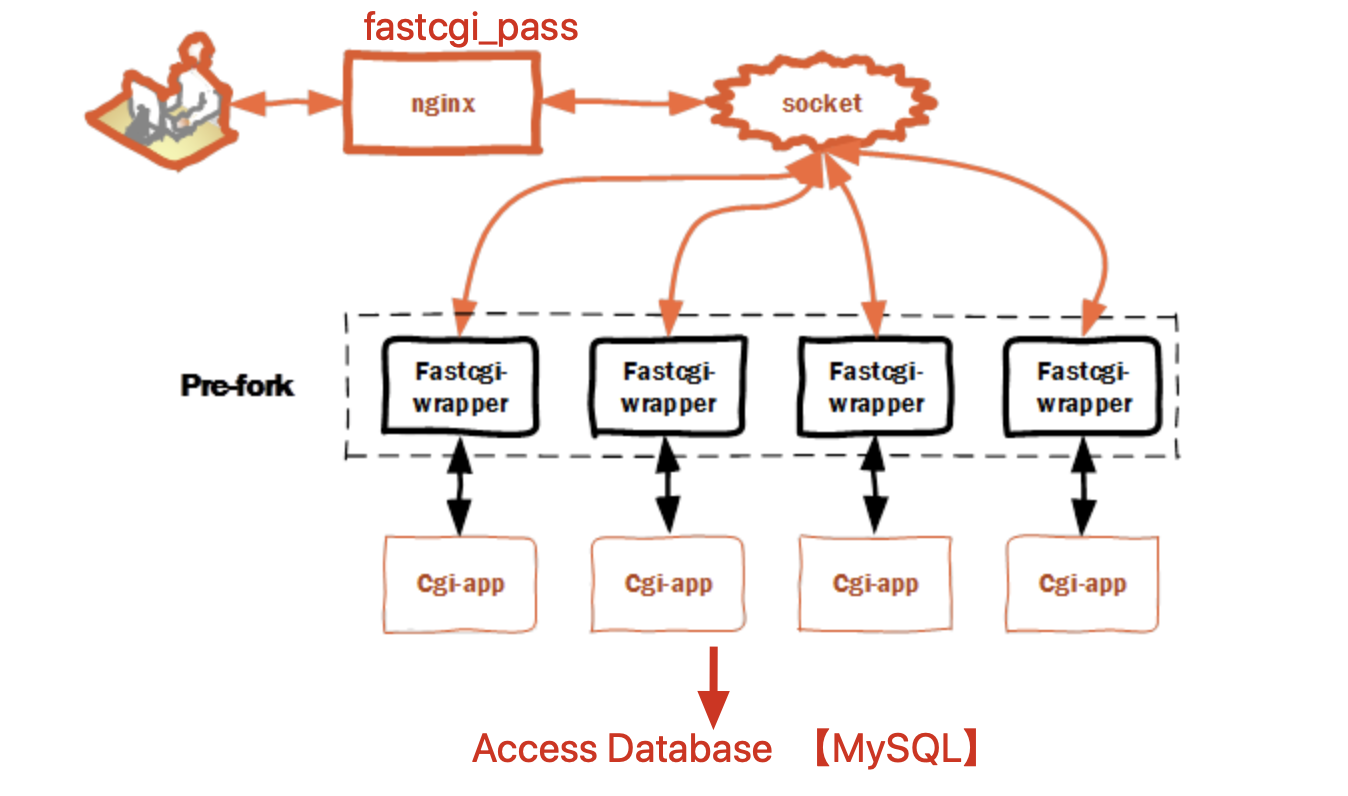 fastcgi_pass
nginx
socket
Pre-fork
Fastcgi-
wrapper
Fastcgi-
wrapper
Fastcgi-
wrapper
Fastcgi-
wrapper
Cgi-app
Cgi-app
Cgi-app
Cgi-app
Access Database 【MySQL】